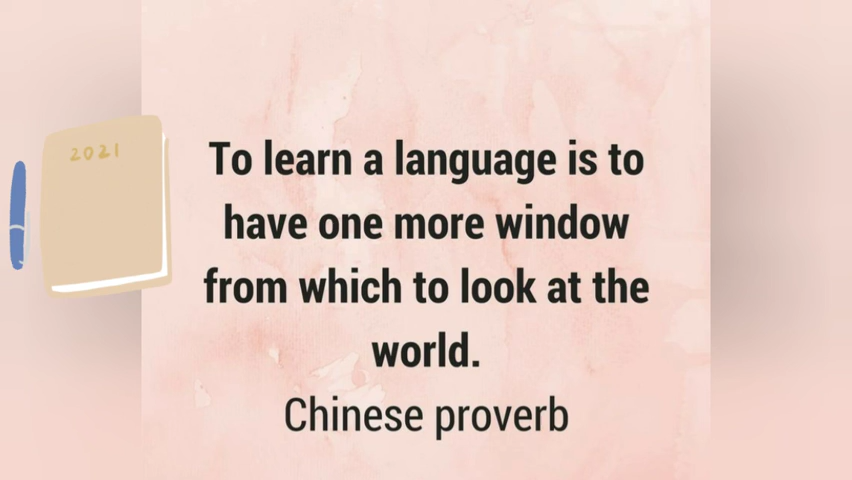 2021
To learn a language is to
have one more window
from which to look at the
world.
Chinese proverb